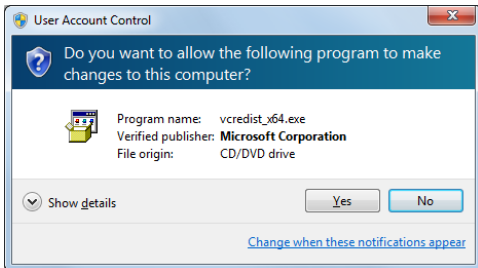 User Account Control
Do you want to allow the following program to make
changes to this computer?
Program name: vcredist_x64.exe
Verified publisher: Microsoft Corporation
File origin: CD/DVD drive
Show details
Yes
No
Change when these notifications appear